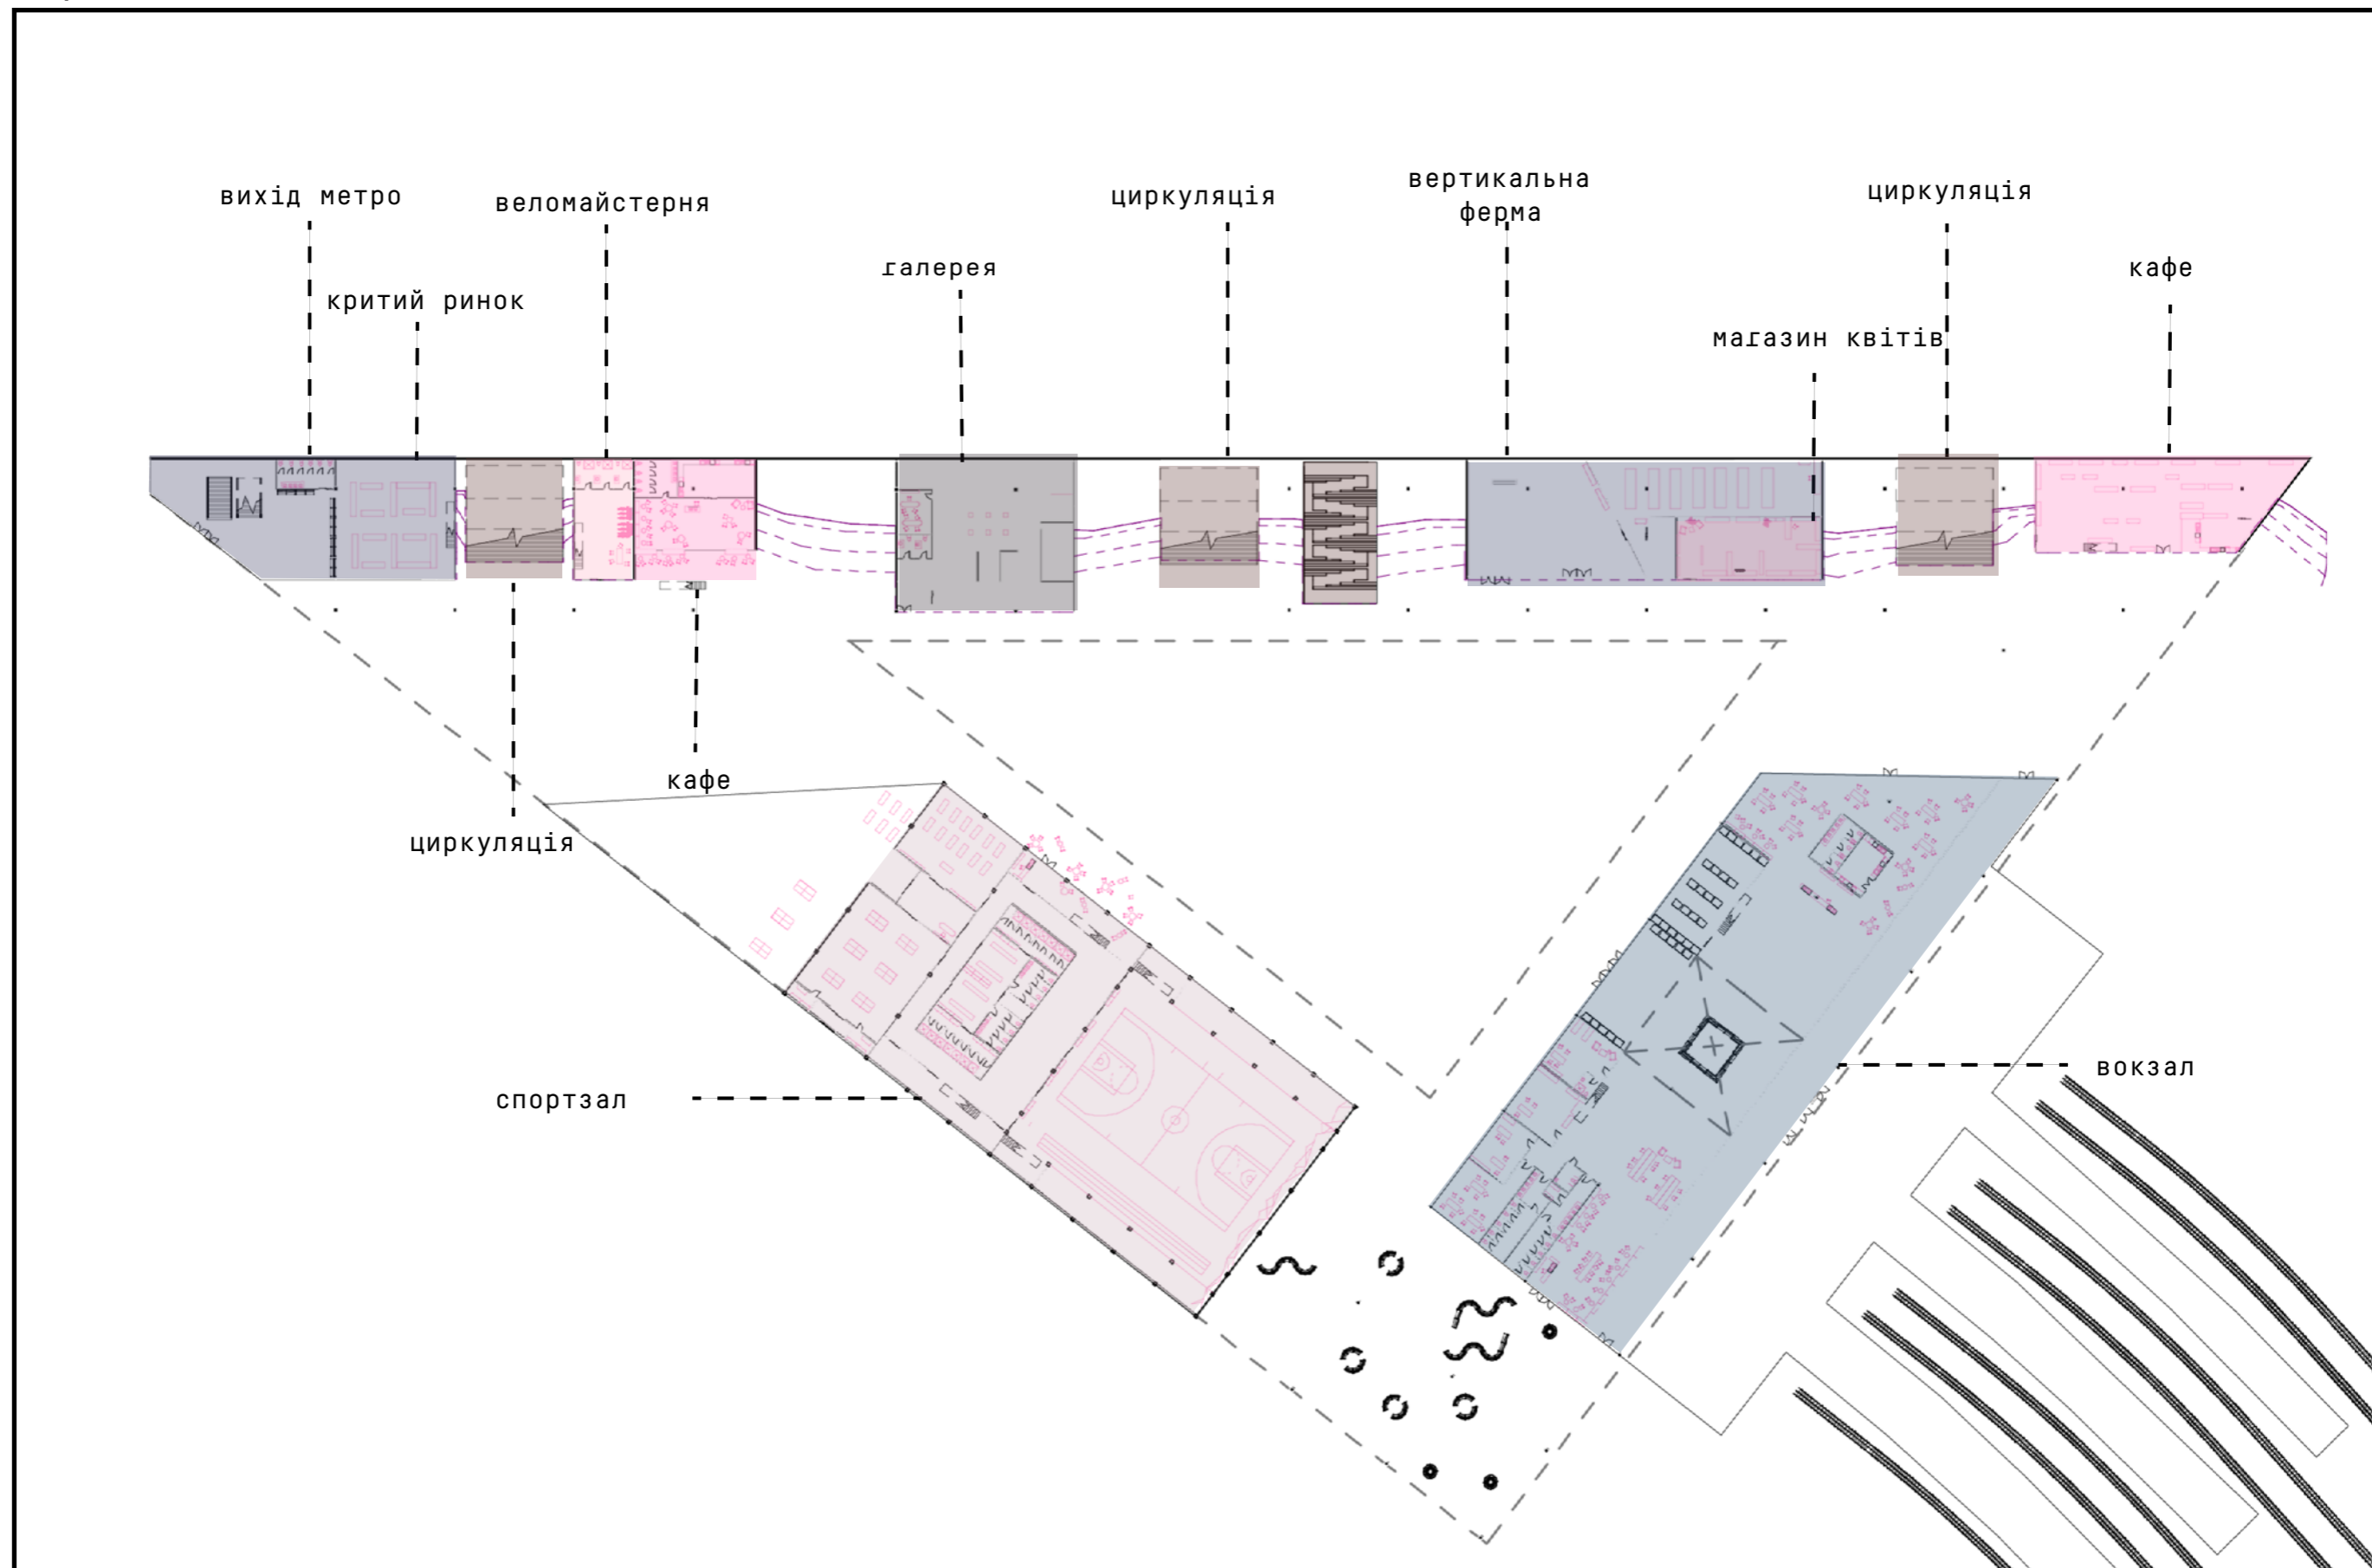 вихід метро
веломайстерня
циркуляція
вертикальна
ферма
циркуляція
галерея
кафе
критий ринок
магазин квітів
кафе
циркуляція
вокзал
спортзал